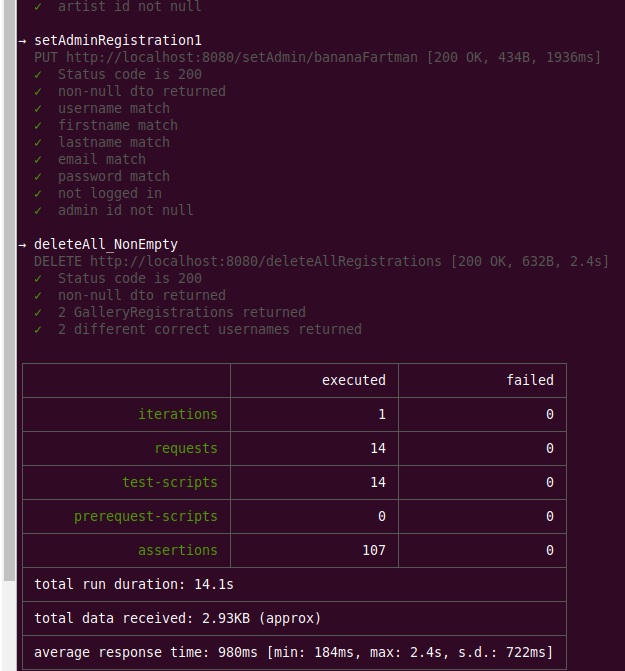 ✓ artist id not null
→ setAdminRegistration1
PUT http://localhost:8080/setAdmin/bananaFartman [200 OK, 434B, 1936ms]
✓ Status code is 200
✓ non-null dto returned
✓ username match
✓ firstname match
✓ lastname match
✓ email match
✓ password match
✓ not logged in
✓ admin id not null
→ deleteAll_NonEmpty
DELETE http://localhost:8080/deleteAllRegistrations [200 OK, 632B, 2.4s]
✓ Status code is 200
✓ non-null dto returned
✓ 2 GalleryRegistrations returned
✓ 2 different correct usernames returned
executed failed
iterations 1 0
requests 14 0
test-scripts 14 0
prerequest-scripts 0 0
assertions 107 0
total run duration: 14.1s
total data received: 2.93KB (approx)
average response time: 980ms [min: 184ms, max: 2.4s, s.d.: 722ms]